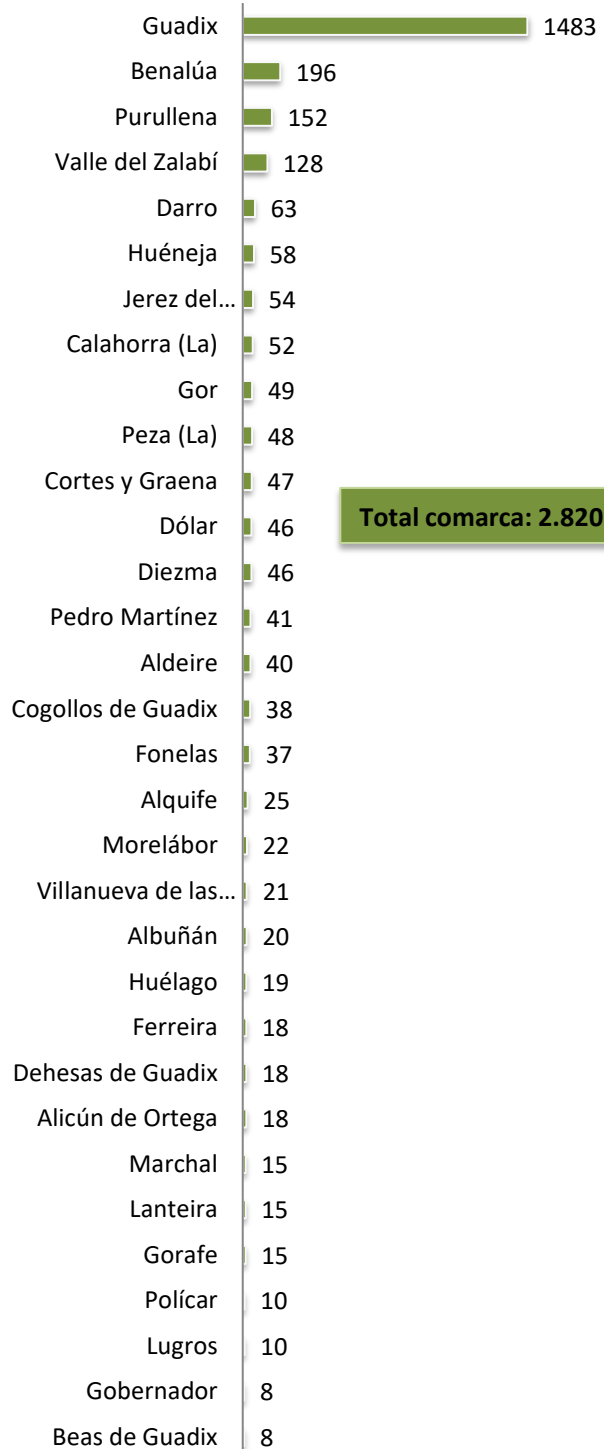 Guadix 1483
Benalúa 196
Purullena 152
Valle del Zalabí 128
Darro 63
Huéneja 58
Jerez del... 54
Calahorra (La) 52
Gor 49
Peza (La) 48
Cortes y Graena 47
Total comarca: 2.820
Dólar 46
Diezma 46
Pedro Martínez 41
Aldeire 40
Cogollos de Guadix 38
Fonelas 37
Alquife 25
Morelábor 22
Villanueva de las... 21
Albuñán 20
Huélago 19
Ferreira 18
Dehesas de Guadix 18
Alicún de Ortega 18
Marchal 15
Lanteira 15
Gorafe 15
Polícar 10
Lugros 10
Gobernador 8
Beas de Guadix 8